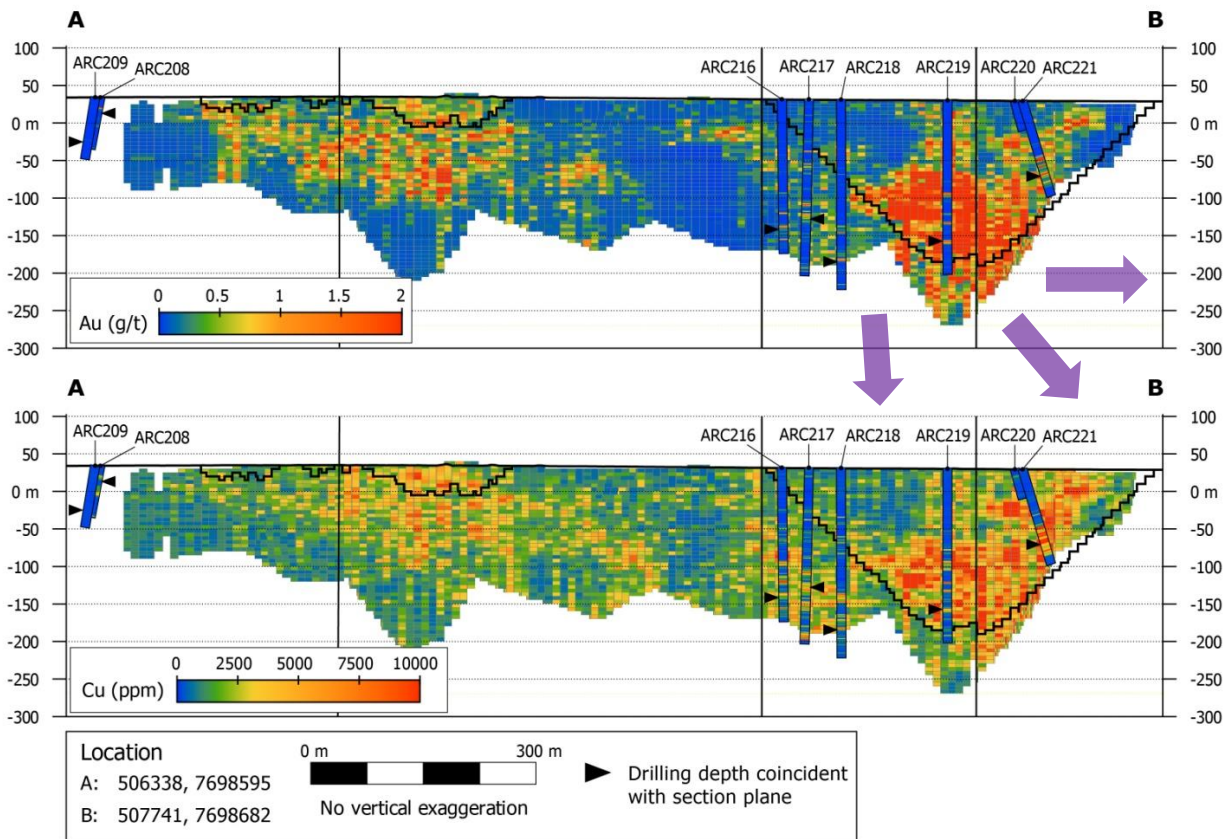 A B
100 100
50 50
0 m 0 m
-50 -50
-100 -100
-150 -150
-200 -200
-250 -250
-300 -300
ARC209
ARC208
ARC216
ARC217
ARC218
ARC219
ARC220
ARC221
0 0.5 1 1.5 2
Au (g/t)
A B
100 100
50 50
0 m 0 m
-50 -50
-100 -100
-150 -150
-200 -200
-250 -250
-300 -300
ARC209
ARC208
ARC216
ARC217
ARC218
ARC219
ARC220
ARC221
0 2500 5000 7500 10000
Cu (ppm)
Location
A: 506338, 7698595
B: 507741, 7698682
0 m 300 m
No vertical exaggeration
Drilling depth coincident
with section plane